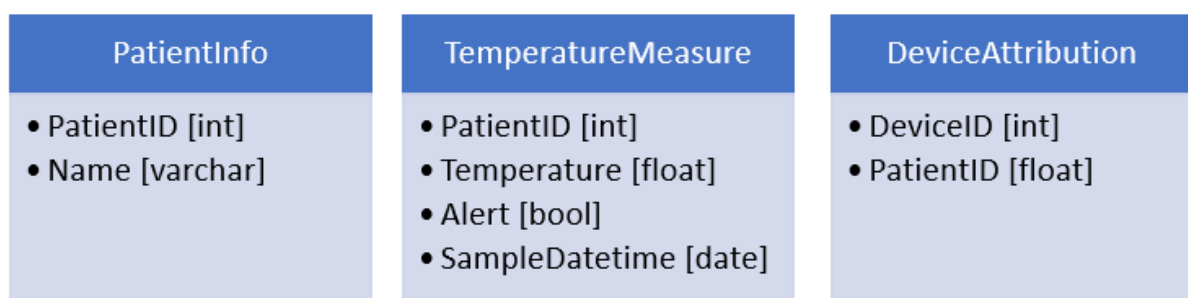 PatientInfo
• PatientID [int]
• Name [varchar]
TemperatureMeasure
• PatientID [int]
• Temperature [float]
• Alert [bool]
• SampleDatetime [date]
DeviceAttribution
• DeviceID [int]
• PatientID [float]